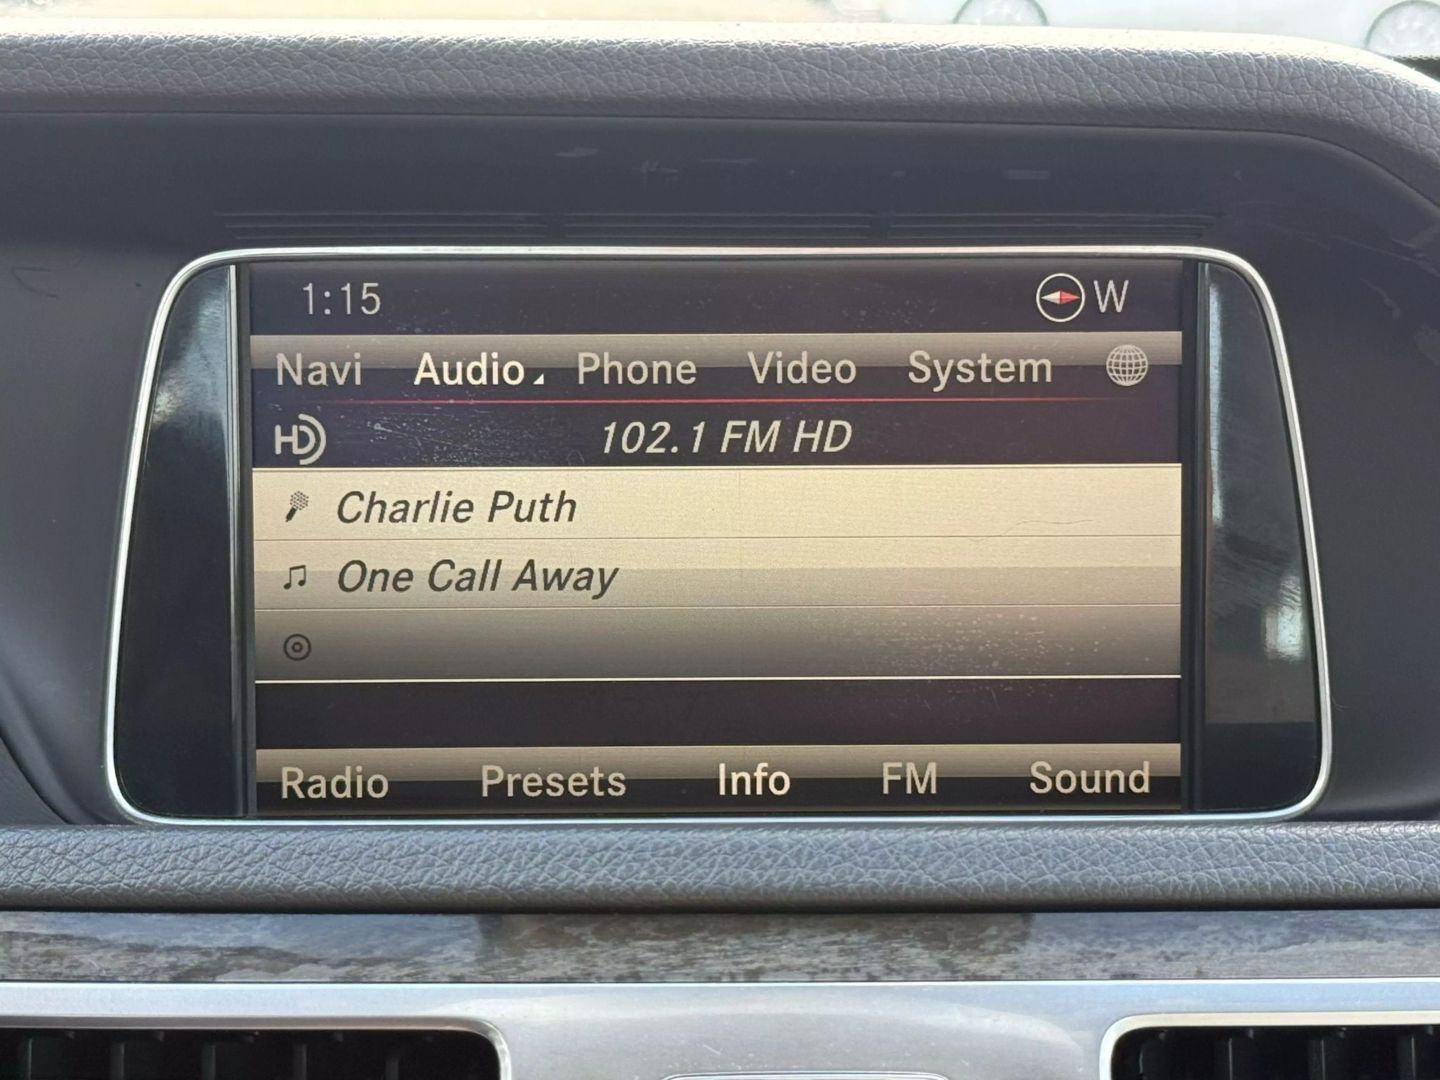 1:15 W
Navi Audio Phone Video System
HD 102.1 FM HD
Charlie Puth
One Call Away
Radio Presets Info FM Sound